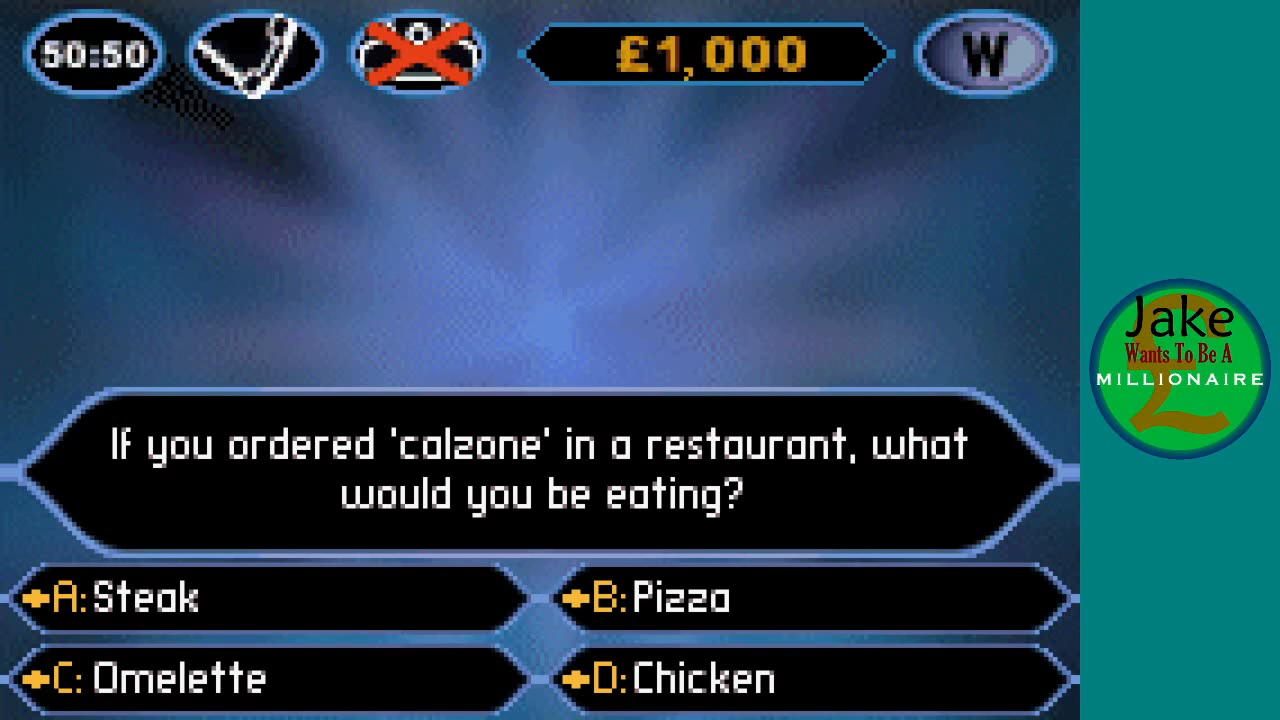 50:50
£1,000
W
Jake
Wants To Be A
MILLIONAIRE
If you ordered 'calzone' in a restaurant, what
would you be eating?
A: Steak
B: Pizza
C: Omelette
D: Chicken